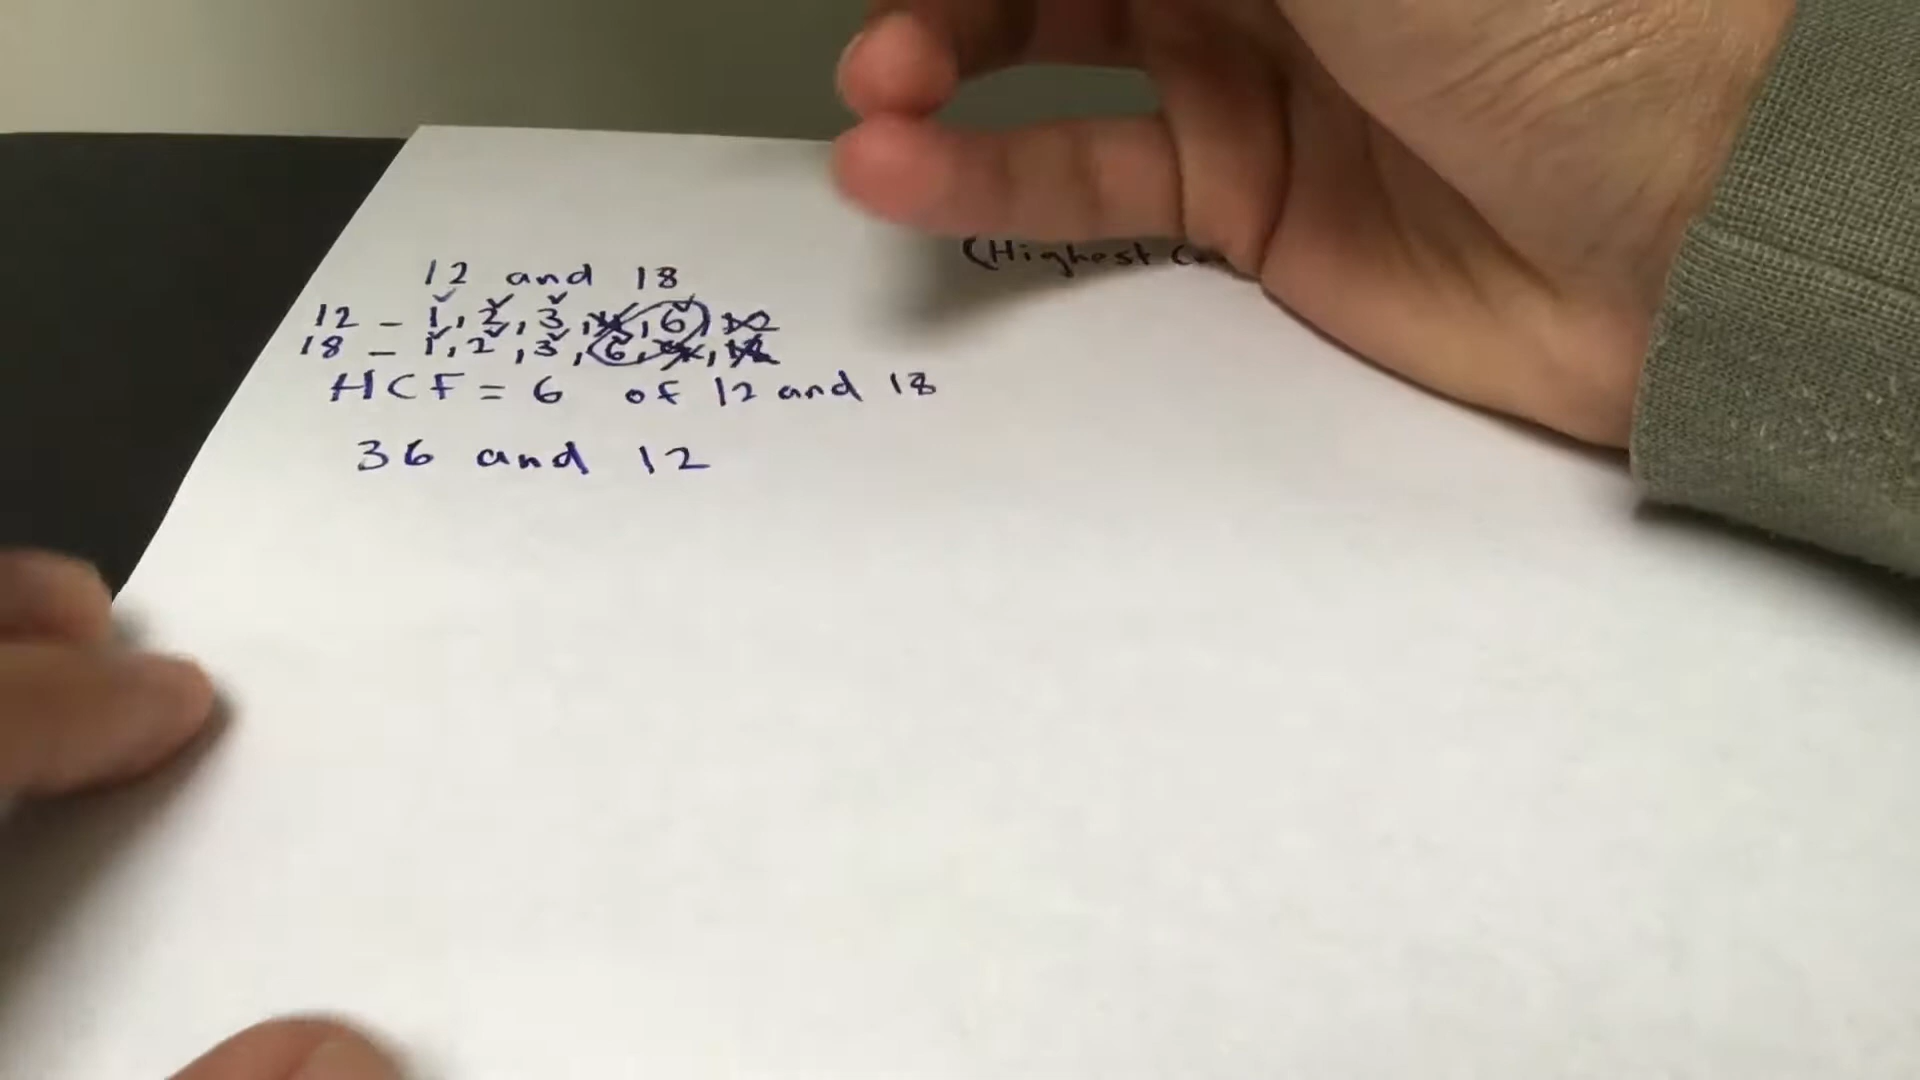 (Highest
12 and 18
12 - 1, 2, 3, 4, 6, 12
18 - 1, 2, 3, 6, 9, 18
HCF = 6 of 12 and 18
36 and 12